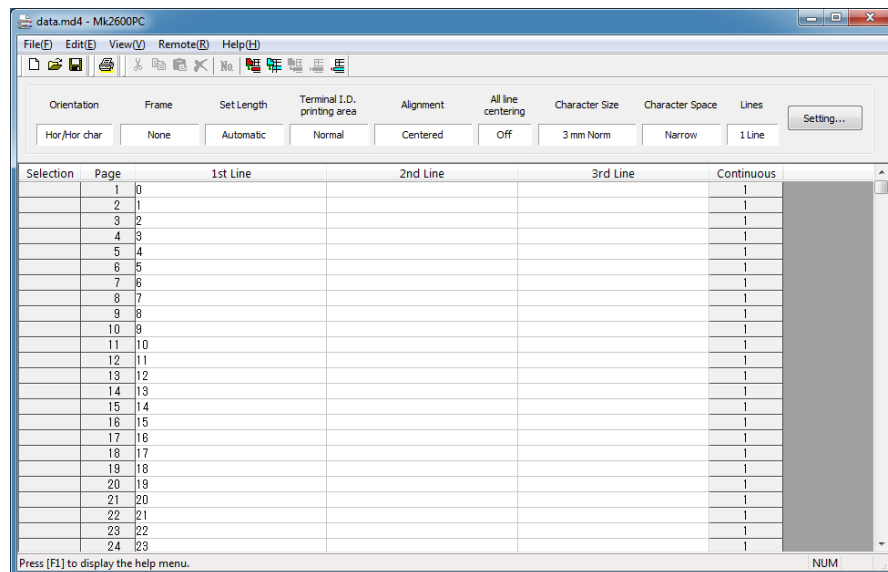 data.md4 - Mk2600PC
File(F) Edit(E) View(V) Remote(R) Help(H)
No.
Orientation Frame Set Length Terminal I.D. printing area Alignment All line centering Character Size Character Space Lines
Hor/Hor char None Automatic Normal Centered Off 3 mm Norm Narrow 1 Line Setting...
Selection Page 1st Line 2nd Line 3rd Line Continuous
1 0 1
2 1 1
3 2 1
4 3 1
5 4 1
6 5 1
7 6 1
8 7 1
9 8 1
10 9 1
11 10 1
12 11 1
13 12 1
14 13 1
15 14 1
16 15 1
17 16 1
18 17 1
19 18 1
20 19 1
21 20 1
22 21 1
23 22 1
24 23 1
Press [F1] to display the help menu. NUM